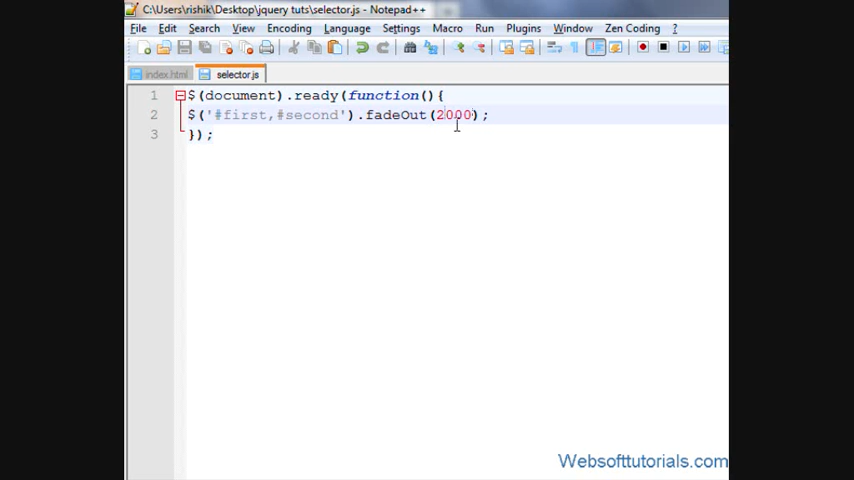 C:\Users\rishik\Desktop\jquery tuts\selector.js - Notepad++
File Edit Search View Encoding Language Settings Macro Run Plugins Window Zen Coding ?
index.html selector.js
1 $(document).ready(function(){
2 $('#first,#second').fadeOut(2000);
3 });
Websofttutorials.com